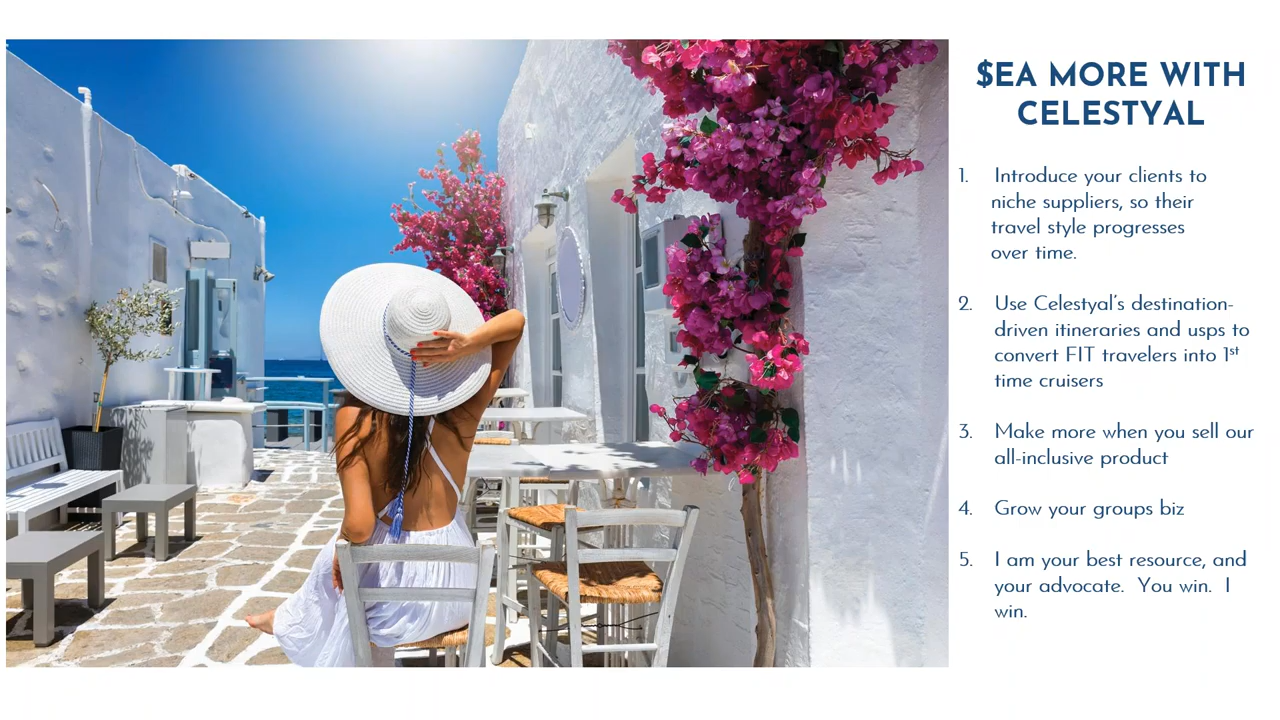 $EA MORE WITH
CELESTYAL
1. Introduce your clients to
niche suppliers, so their
travel style progresses
over time.
2. Use Celestyal's destination-
driven itineraries and usps to
convert FIT travelers into 1st
time cruisers
3. Make more when you sell our
all-inclusive product
4. Grow your groups biz
5. I am your best resource, and
your advocate.  You win.  I
win.